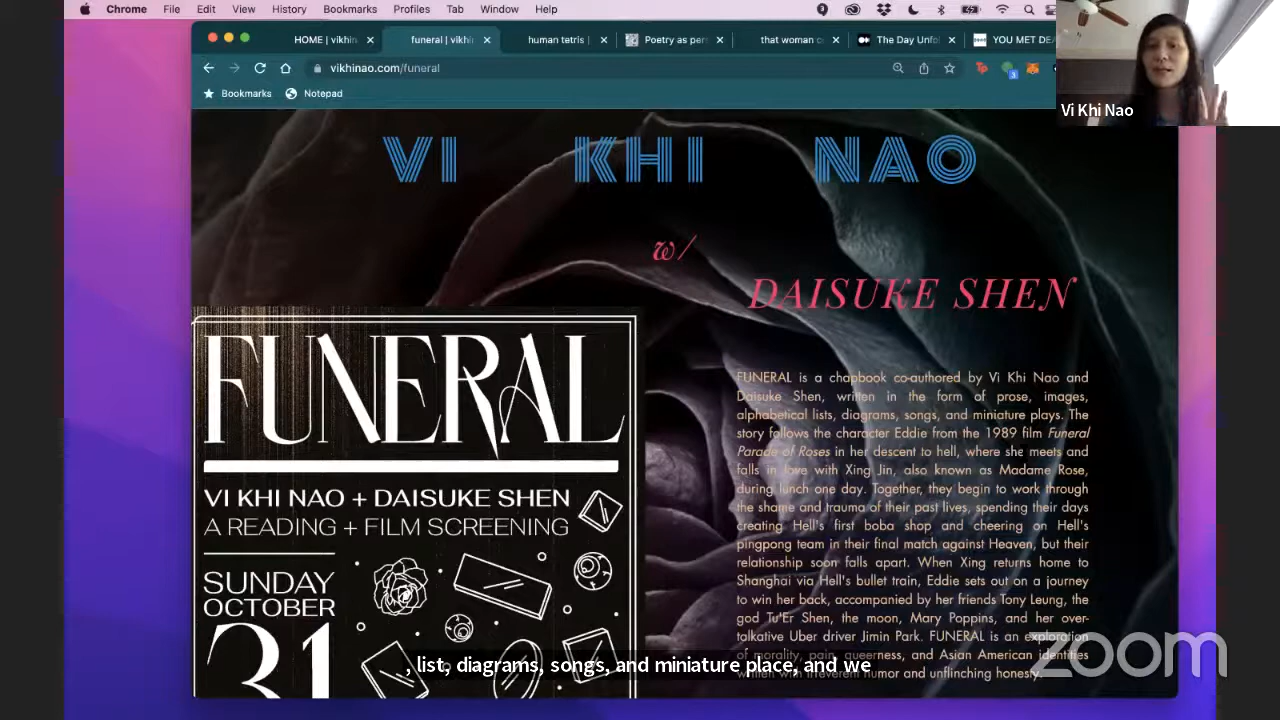 Chrome File Edit View History Bookmarks Profiles Tab Window Help
HOME | vikhin funeral | vikhi human tetris | Poetry as per that woman c The Day Unf YOU MET DEA
vikhinao.com/funeral
Bookmarks Notepad
Vi Khi Nao
VI KHI NAO
w/
DAISUKE SHEN
FUNERAL
VI KHI NAO + DAISUKE SHEN
A READING + FILM SCREENING
SUNDAY
OCTOBER
31
FUNERAL is a chapbook co-authored by Vi Khi Nao and
Daisuke Shen, written in the form of prose, images,
alphabetical lists, diagrams, songs, and miniature plays. The
story follows the character Eddie from the 1989 film Funeral
Parade of Roses in her descent to hell, where she meets and
falls in love with Xing Jin, also known as Madame Rose,
during lunch one day. Together, they begin to work through
the shame and trauma of their past lives, spending their days
creating Hell's first boba shop and cheering on Hell's
pingpong team in their final match against Heaven, but their
relationship soon falls apart. When Xing returns home to
Shanghai via Hell's bullet train, Eddie sets out on a journey
to win her back, accompanied by her friends Tony Leung, the
god Tu'Er Shen, the moon, Mary Poppins, and her over-
talkative Uber driver Jimin Park. FUNERAL is an exploration
of morality, pain, queerness, and Asian American identities
written with irreverent humor and unflinching honesty.
, list, diagrams, songs, and miniature place, and we
zoom